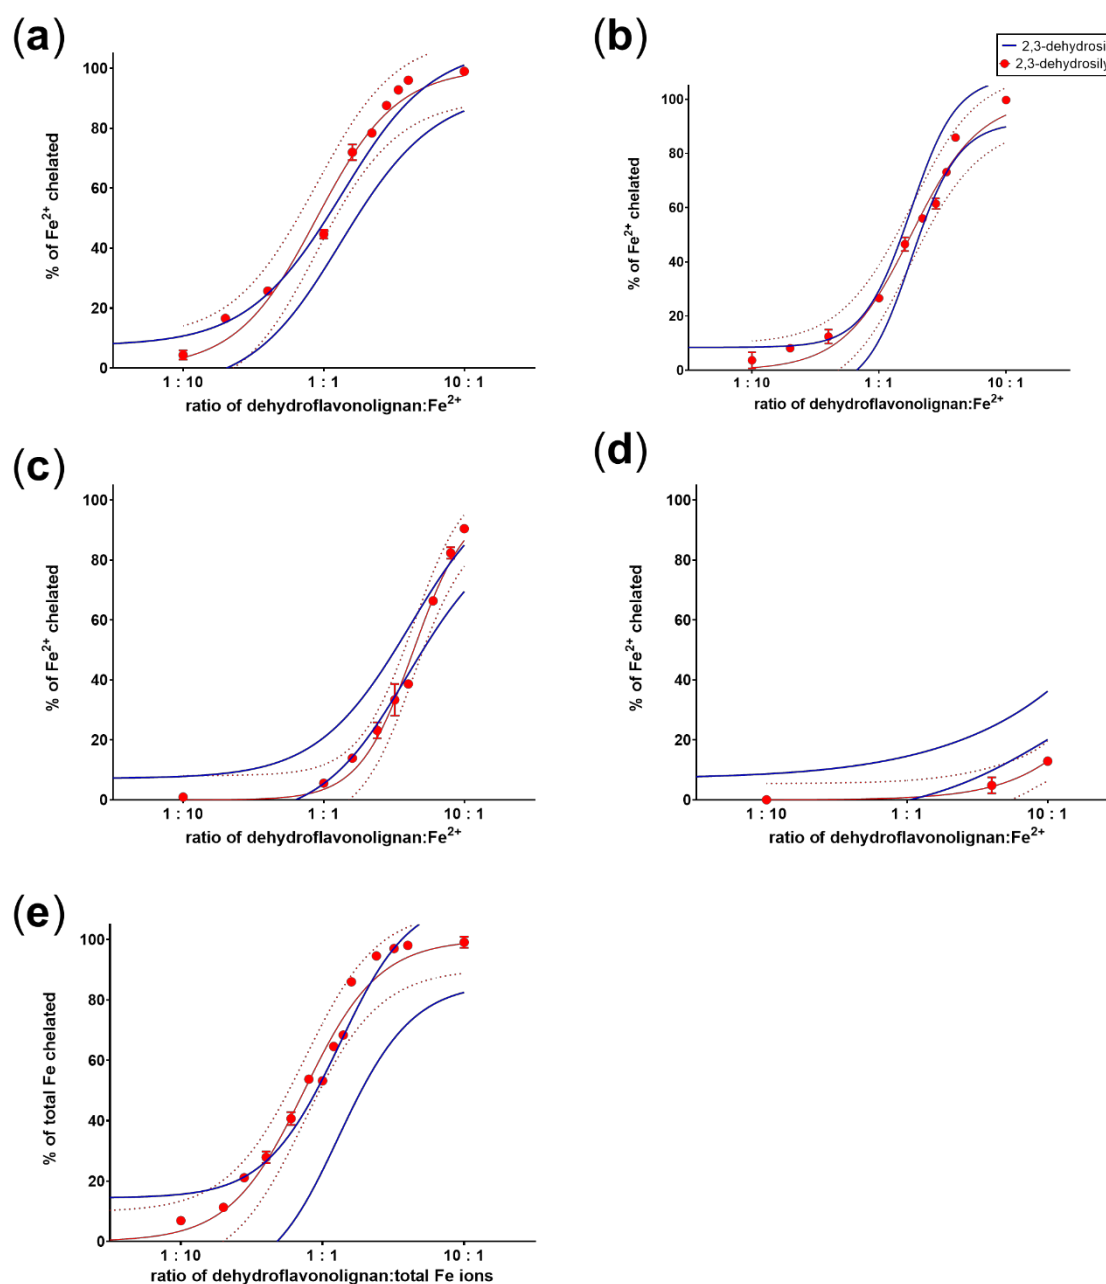 (a)
100
80
60
40
20
0
% of Fe²⁺ chelated
1 : 10
1 : 1
10 : 1
ratio of dehydroflavonolignan:Fe²⁺
(b)
2,3-dehydrosi
2,3-dehydrosily
100
80
60
40
20
0
% of Fe²⁺ chelated
1 : 10
1 : 1
10 : 1
ratio of dehydroflavonolignan:Fe²⁺
(c)
100
80
60
40
20
0
% of Fe²⁺ chelated
1 : 10
1 : 1
10 : 1
ratio of dehydroflavonolignan:Fe²⁺
(d)
100
80
60
40
20
0
% of Fe²⁺ chelated
1 : 10
1 : 1
10 : 1
ratio of dehydroflavonolignan:Fe²⁺
(e)
100
80
60
40
20
0
% of total Fe chelated
1 : 10
1 : 1
10 : 1
ratio of dehydroflavonolignan:total Fe ions